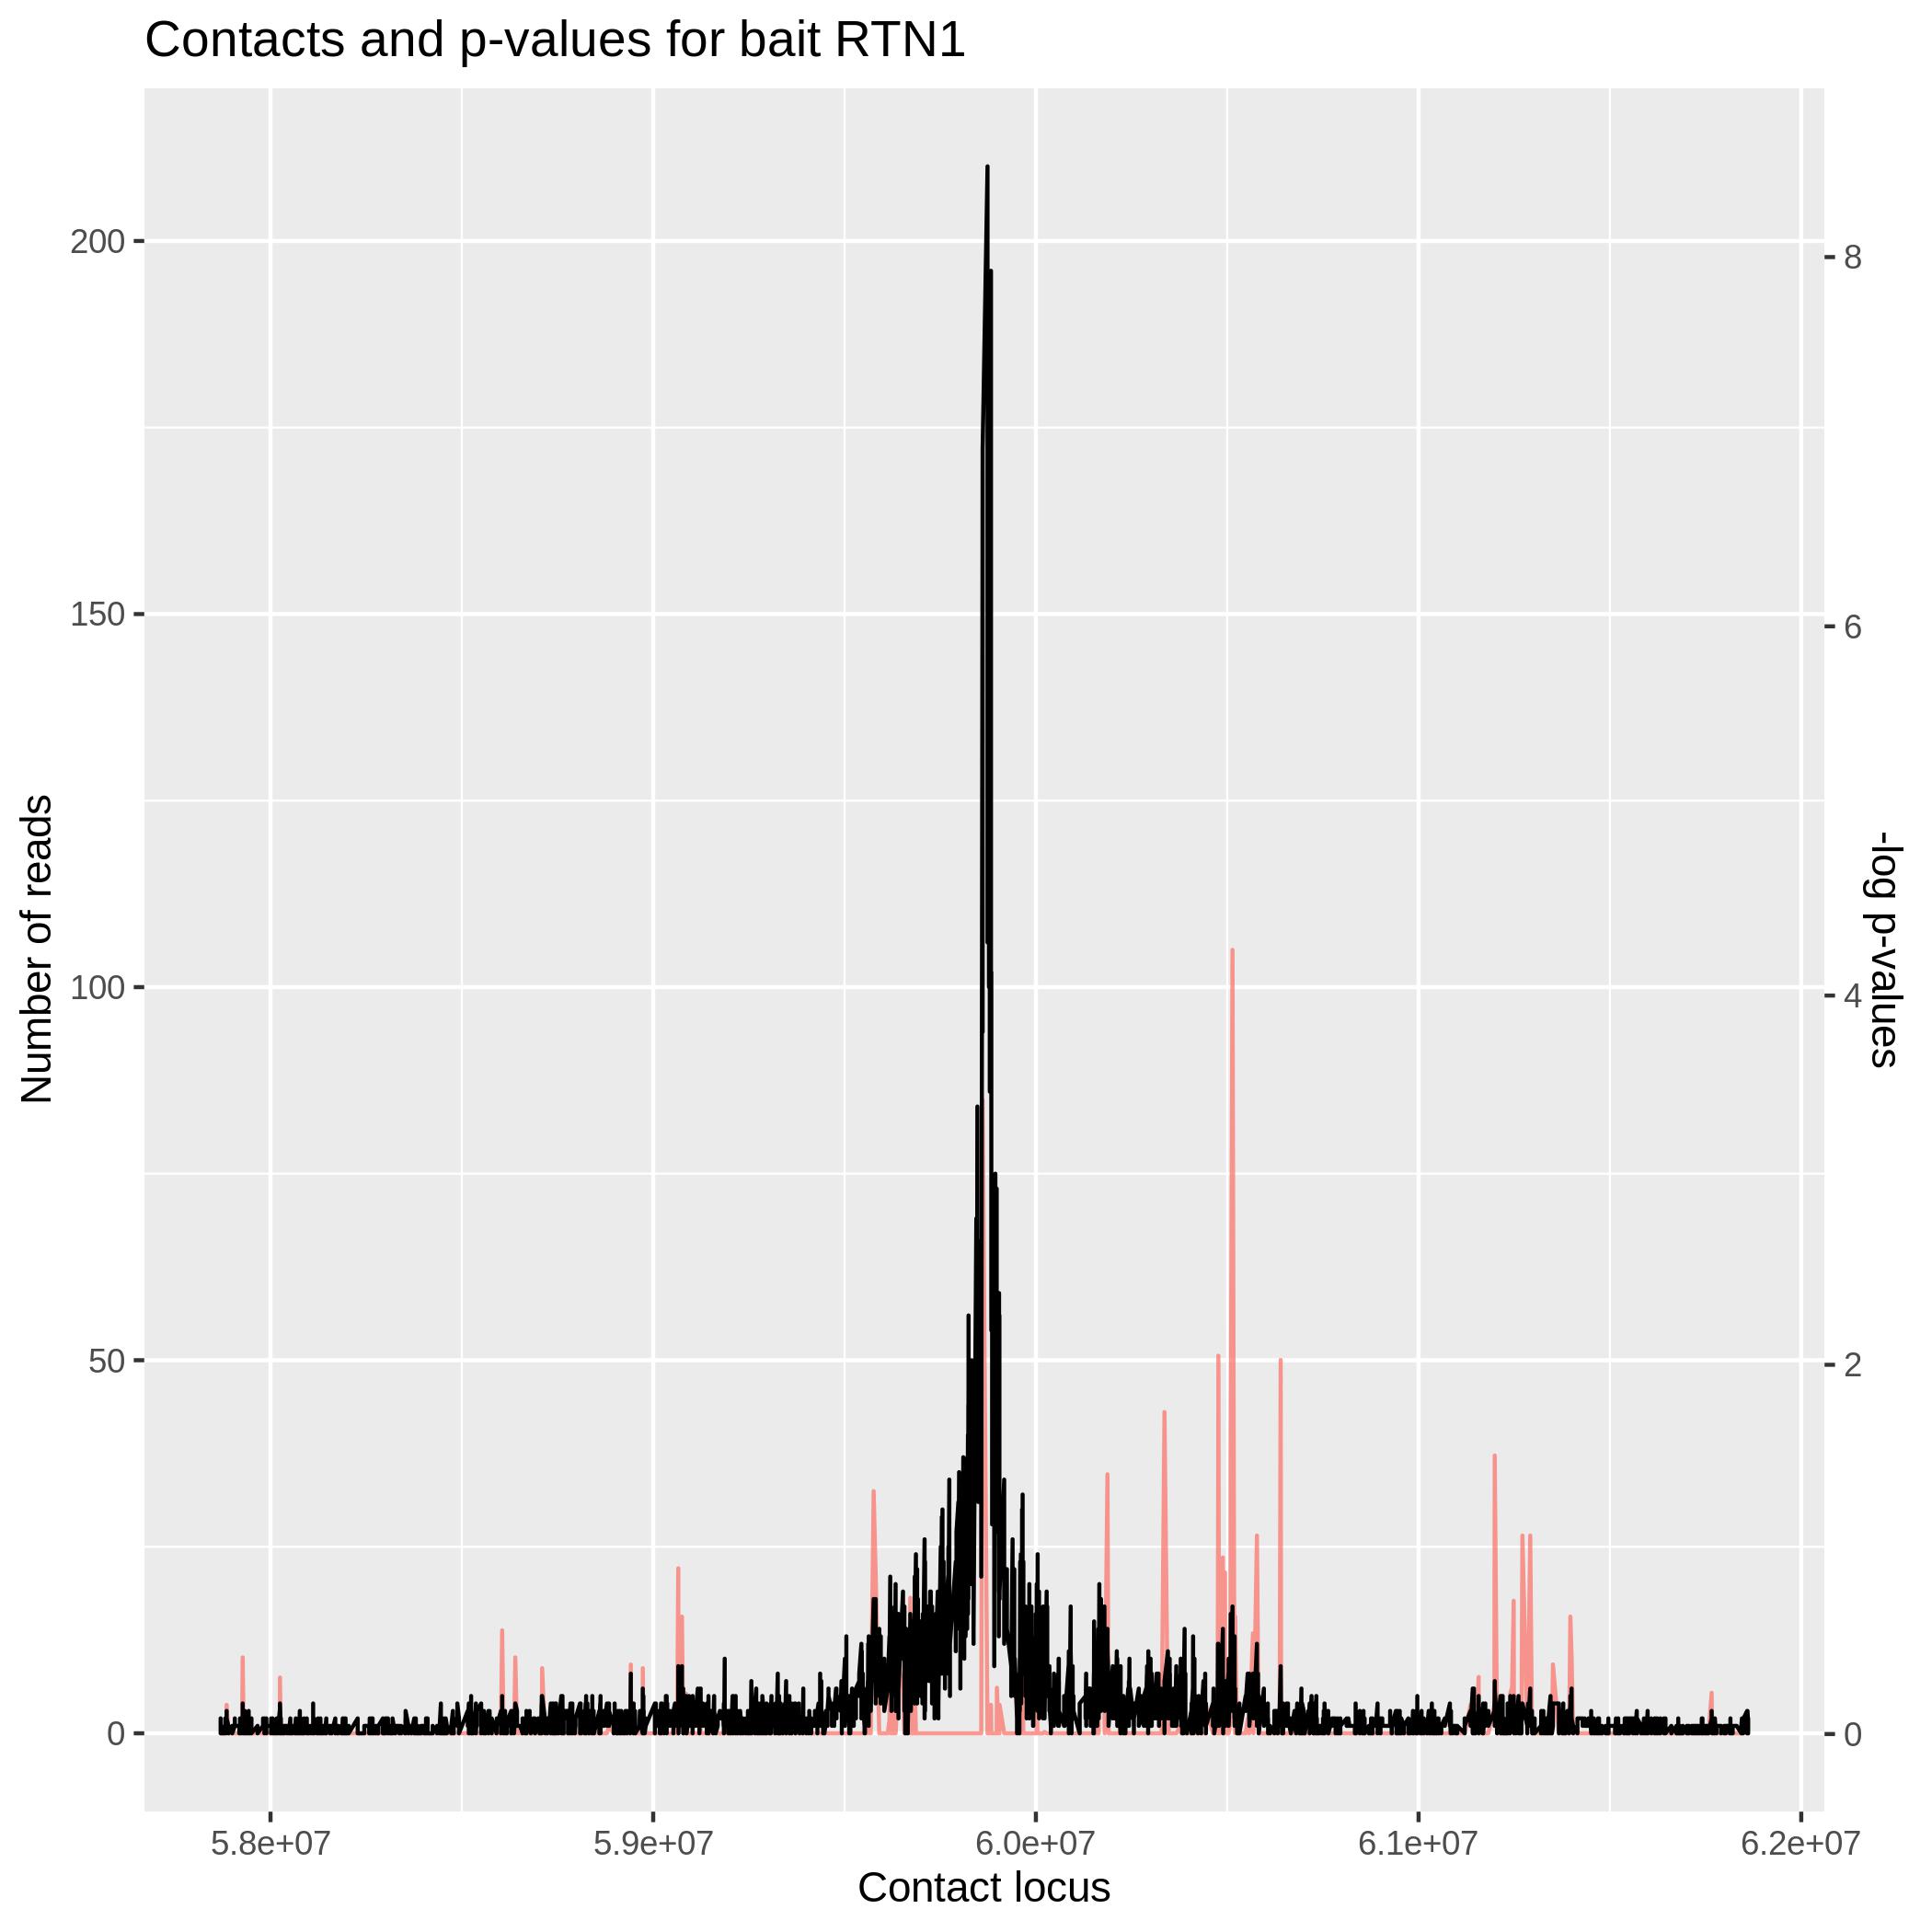 Contacts and p-values for bait RTN1
Number of reads
200
150
100
50
0
8
6
4
2
0
-log p-values
5.8e+07 5.9e+07 6.0e+07 6.1e+07 6.2e+07
Contact locus